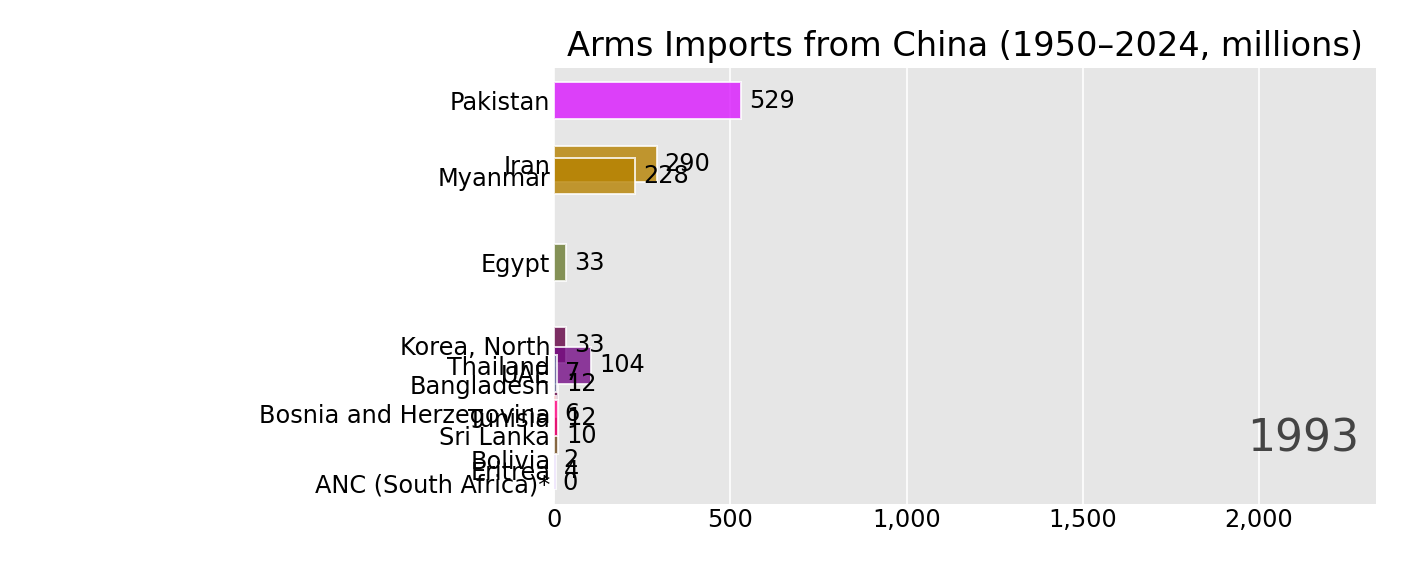 Arms Imports from China (1950–2024, millions)
Pakistan 529
Iran 290
Myanmar 228
Egypt 33
Korea, North 33
Thailand 104
UAE 7
Bangladesh 12
Bosnia and Herzegovina 6
Tunisia 12
Sri Lanka 10
Bolivia 2
Eritrea 4
ANC (South Africa)* 0
1993
0 500 1,000 1,500 2,000